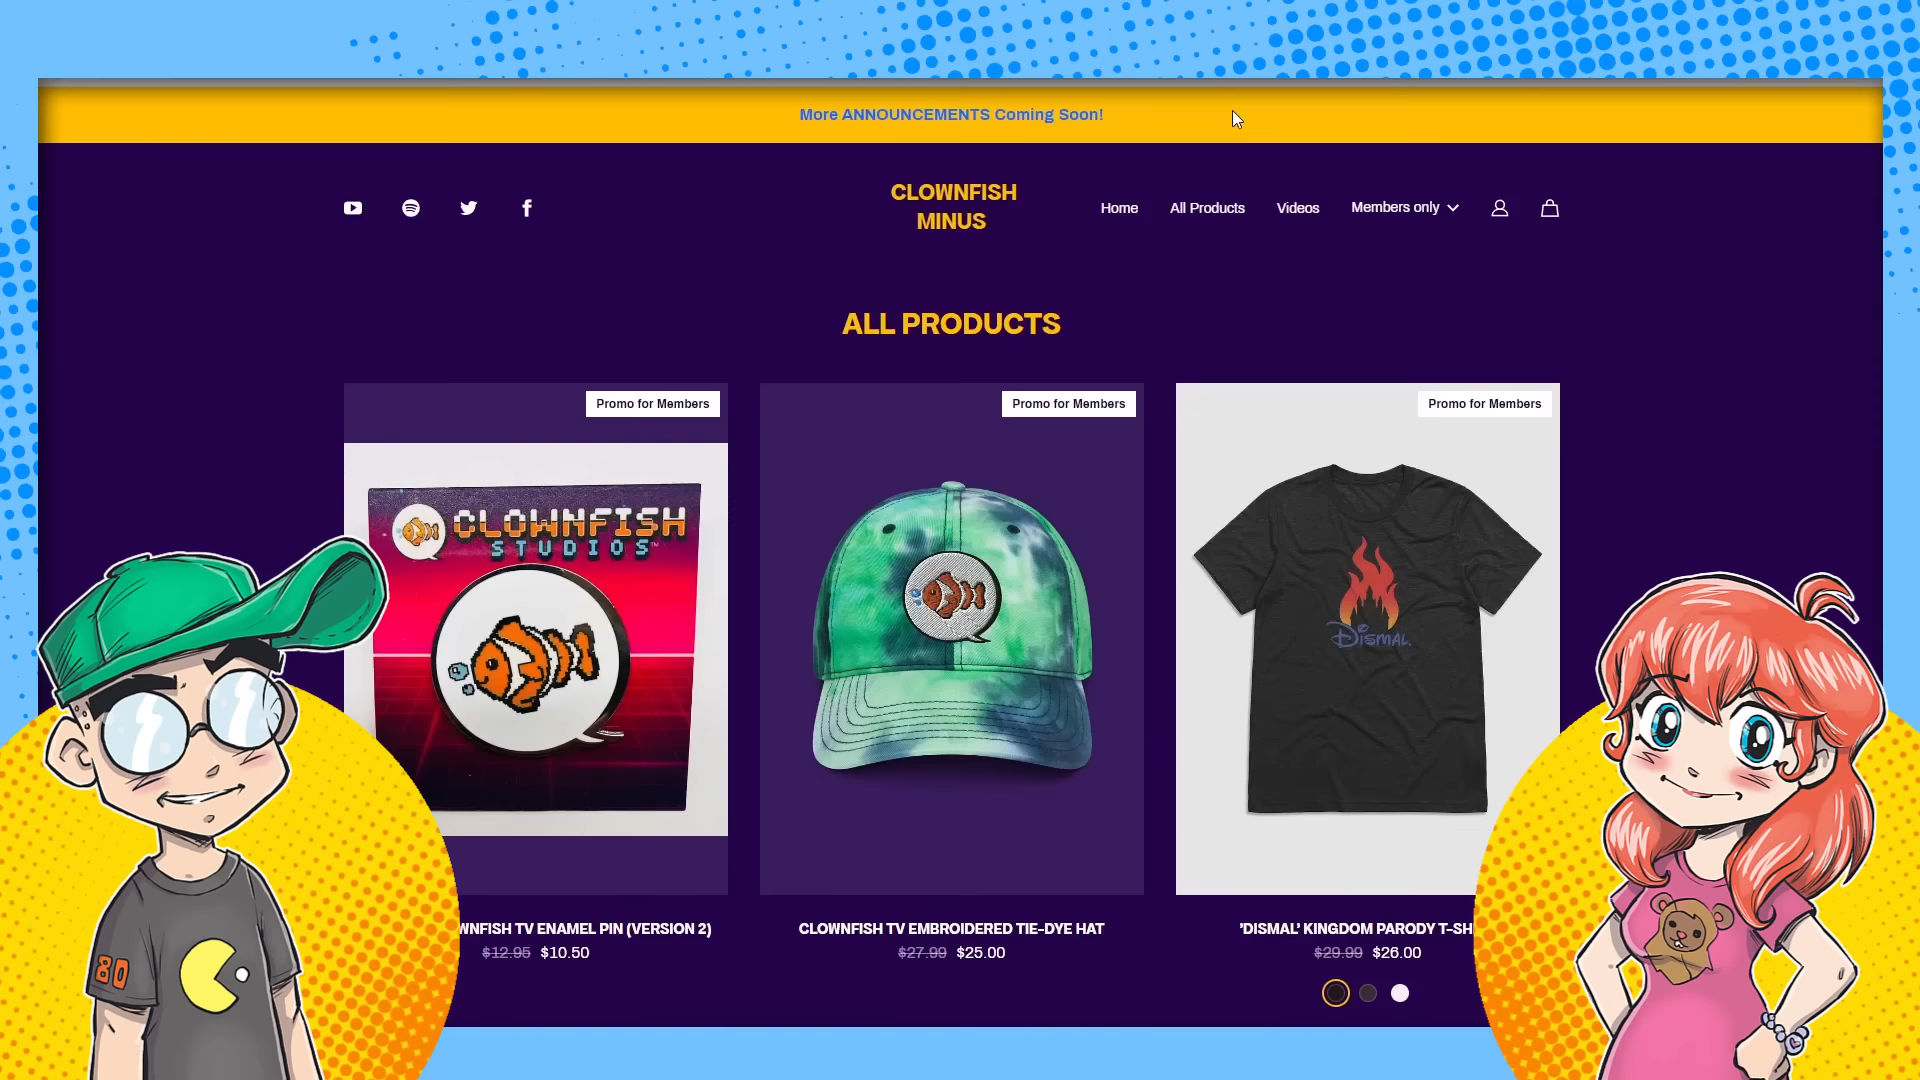 More ANNOUNCEMENTS Coming Soon!
CLOWNFISH
MINUS
Home
All Products
Videos
Members only
ALL PRODUCTS
Promo for Members
Promo for Members
Promo for Members
CLOWNFISH
STUDIOS
Dismal.
80
WNFISH TV ENAMEL PIN (VERSION 2)
$12.95 $10.50
CLOWNFISH TV EMBROIDERED TIE-DYE HAT
$27.99 $25.00
'DISMAL' KINGDOM PARODY T-SH
$29.99 $26.00